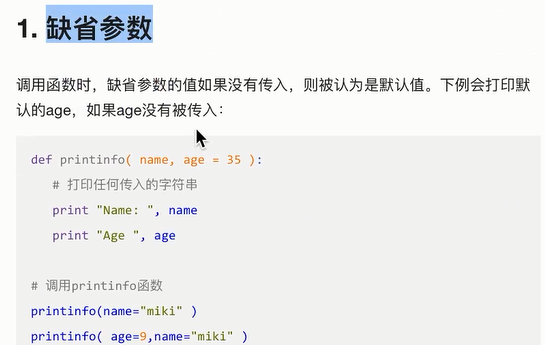 1. 缺省参数
调用函数时，缺省参数的值如果没有传入，则被认为是默认值。下例会打印默
认的age，如果age没有被传入：
def printinfo( name, age = 35 ):
   # 打印任何传入的字符串
   print "Name: ", name
   print "Age ", age
# 调用printinfo函数
printinfo(name="miki" )
printinfo( age=9,name="miki" )